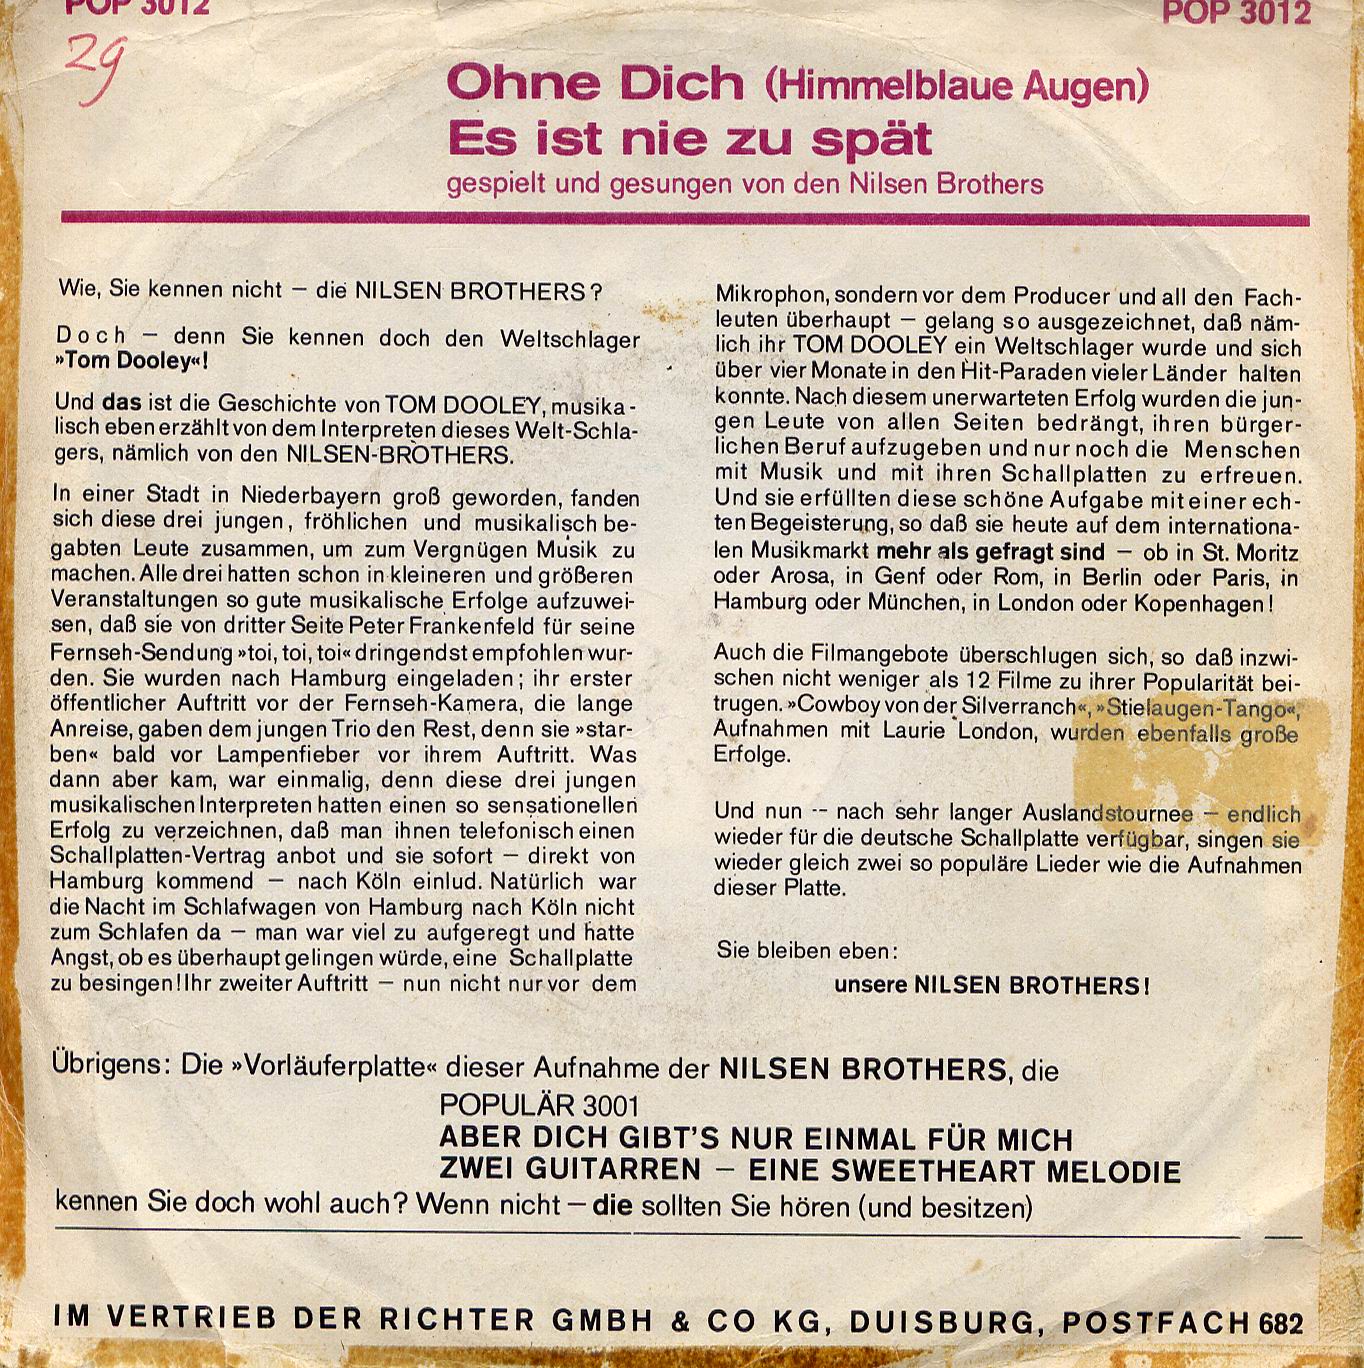 POP 3012
POP 3012
29
Ohne Dich (Himmelblaue Augen)
Es ist nie zu spät
gespielt und gesungen von den Nilsen Brothers
Wie, Sie kennen nicht – die NILSEN BROTHERS?
Doch – denn Sie kennen doch den Weltschlager
»Tom Dooley«!
Und das ist die Geschichte von TOM DOOLEY, musika-
lisch eben erzählt von dem Interpreten dieses Welt-Schla-
gers, nämlich von den NILSEN-BROTHERS.
In einer Stadt in Niederbayern groß geworden, fanden
sich diese drei jungen, fröhlichen und musikalisch be-
gabten Leute zusammen, um zum Vergnügen Musik zu
machen. Alle drei hatten schon in kleineren und größeren
Veranstaltungen so gute musikalische Erfolge aufzuwei-
sen, daß sie von dritter Seite Peter Frankenfeld für seine
Fernseh-Sendung »toi, toi, toi« dringendst empfohlen wur-
den. Sie wurden nach Hamburg eingeladen; ihr erster
öffentlicher Auftritt vor der Fernseh-Kamera, die lange
Anreise, gaben dem jungen Trio den Rest, denn sie »star-
ben« bald vor Lampenfieber vor ihrem Auftritt. Was
dann aber kam, war einmalig, denn diese drei jungen
musikalischen Interpreten hatten einen so sensationellen
Erfolg zu verzeichnen, daß man ihnen telefonisch einen
Schallplatten-Vertrag anbot und sie sofort – direkt von
Hamburg kommend – nach Köln einlud. Natürlich war
die Nacht im Schlafwagen von Hamburg nach Köln nicht
zum Schlafen da – man war viel zu aufgeregt und hatte
Angst, ob es überhaupt gelingen würde, eine Schallplatte
zu besingen! Ihr zweiter Auftritt – nun nicht nur vor dem
Mikrophon, sondern vor dem Producer und all den Fach-
leuten überhaupt – gelang so ausgezeichnet, daß näm-
lich ihr TOM DOOLEY ein Weltschlager wurde und sich
über vier Monate in den Hit-Paraden vieler Länder halten
konnte. Nach diesem unerwarteten Erfolg wurden die jun-
gen Leute von allen Seiten bedrängt, ihren bürger-
lichen Beruf aufzugeben und nur noch die Menschen
mit Musik und mit ihren Schallplatten zu erfreuen.
Und sie erfüllten diese schöne Aufgabe mit einer ech-
ten Begeisterung, so daß sie heute auf dem internationa-
len Musikmarkt mehr als gefragt sind – ob in St. Moritz
oder Arosa, in Genf oder Rom, in Berlin oder Paris, in
Hamburg oder München, in London oder Kopenhagen!
Auch die Filmangebote überschlugen sich, so daß inzwi-
schen nicht weniger als 12 Filme zu ihrer Popularität bei-
trugen. »Cowboy von der Silverranch«, »Stielaugen-Tango«,
Aufnahmen mit Laurie London, wurden ebenfalls große
Erfolge.
Und nun -- nach sehr langer Auslandstournee – endlich
wieder für die deutsche Schallplatte verfügbar, singen sie
wieder gleich zwei so populäre Lieder wie die Aufnahmen
dieser Platte.
Sie bleiben eben:
unsere NILSEN BROTHERS!
Übrigens: Die »Vorläuferplatte« dieser Aufnahme der NILSEN BROTHERS, die
POPULÄR 3001
ABER DICH GIBT'S NUR EINMAL FÜR MICH
ZWEI GUITARREN – EINE SWEETHEART MELODIE
kennen Sie doch wohl auch? Wenn nicht – die sollten Sie hören (und besitzen)
IM VERTRIEB DER RICHTER GMBH & CO KG, DUISBURG, POSTFACH 682